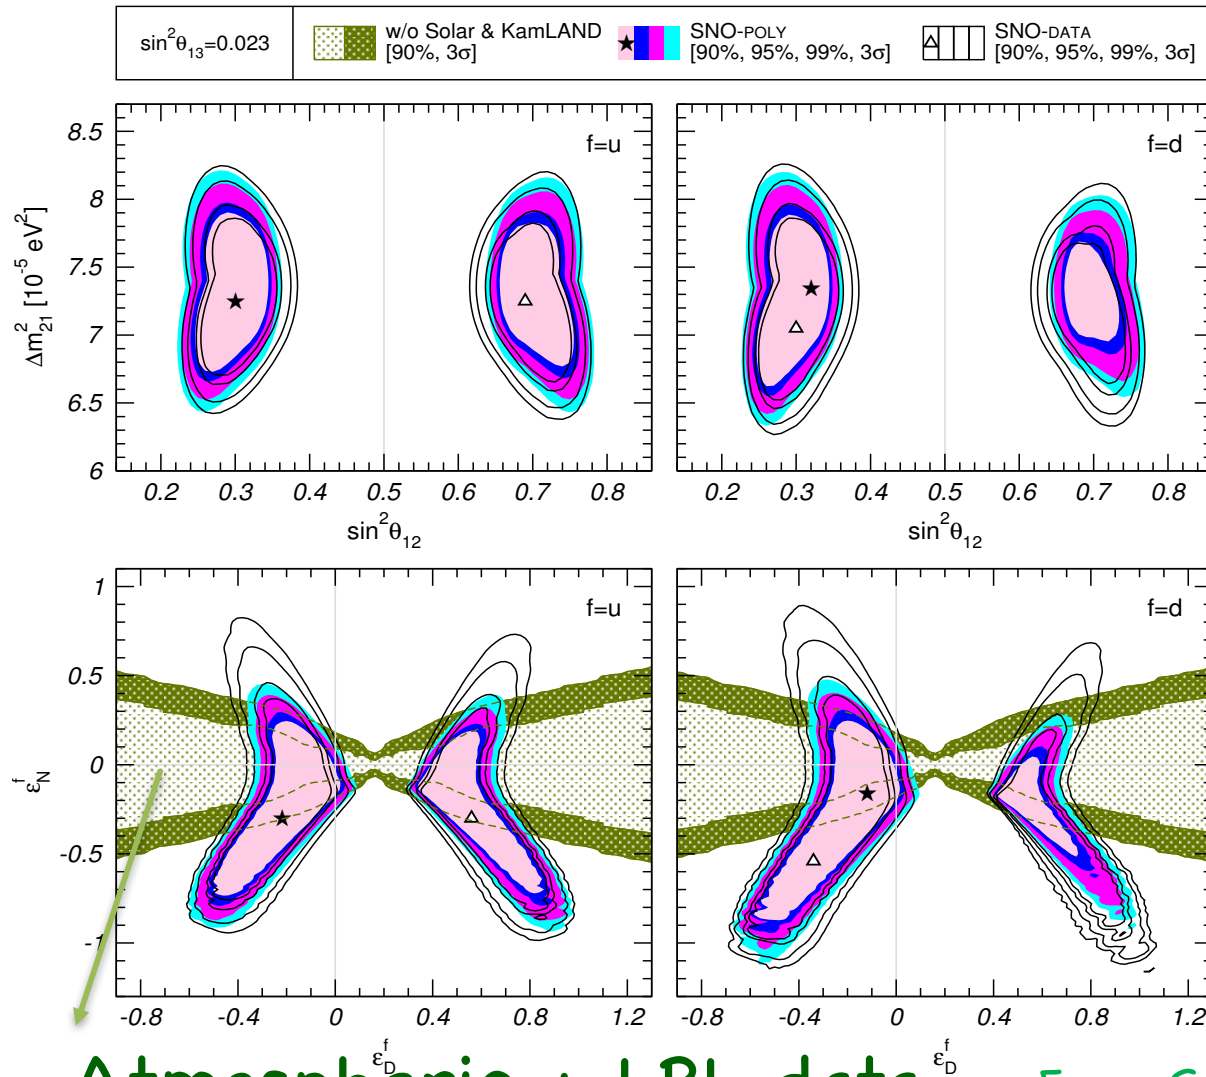 sin²θ₁₃=0.023
w/o Solar & KamLAND
[90%, 3σ]
SNO-POLY
[90%, 95%, 99%, 3σ]
SNO-DATA
[90%, 95%, 99%, 3σ]
f=u
f=d
8.5
8
7.5
7
6.5
6
Δm²₂₁ [10⁻⁵ eV²]
0.2 0.3 0.4 0.5 0.6 0.7 0.8
0.2 0.3 0.4 0.5 0.6 0.7 0.8
sin²θ₁₂
sin²θ₁₂
f=u
f=d
1
0.5
0
-0.5
-1
ε_N^f
-0.8 -0.4 0 0.4 0.8 1.2
-0.8 -0.4 0 0.4 0.8 1.2
ε_D^f
ε_D^f